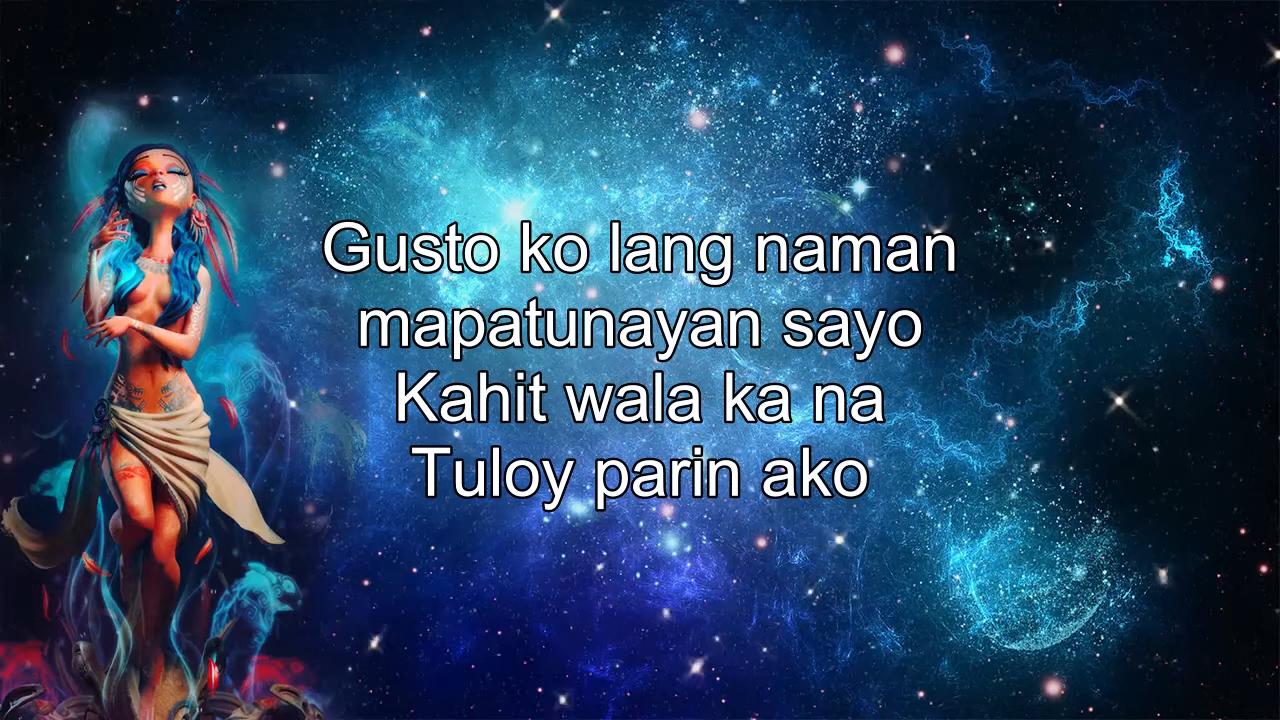 Gusto ko lang naman
mapatunayan sayo
Kahit wala ka na
Tuloy parin ako